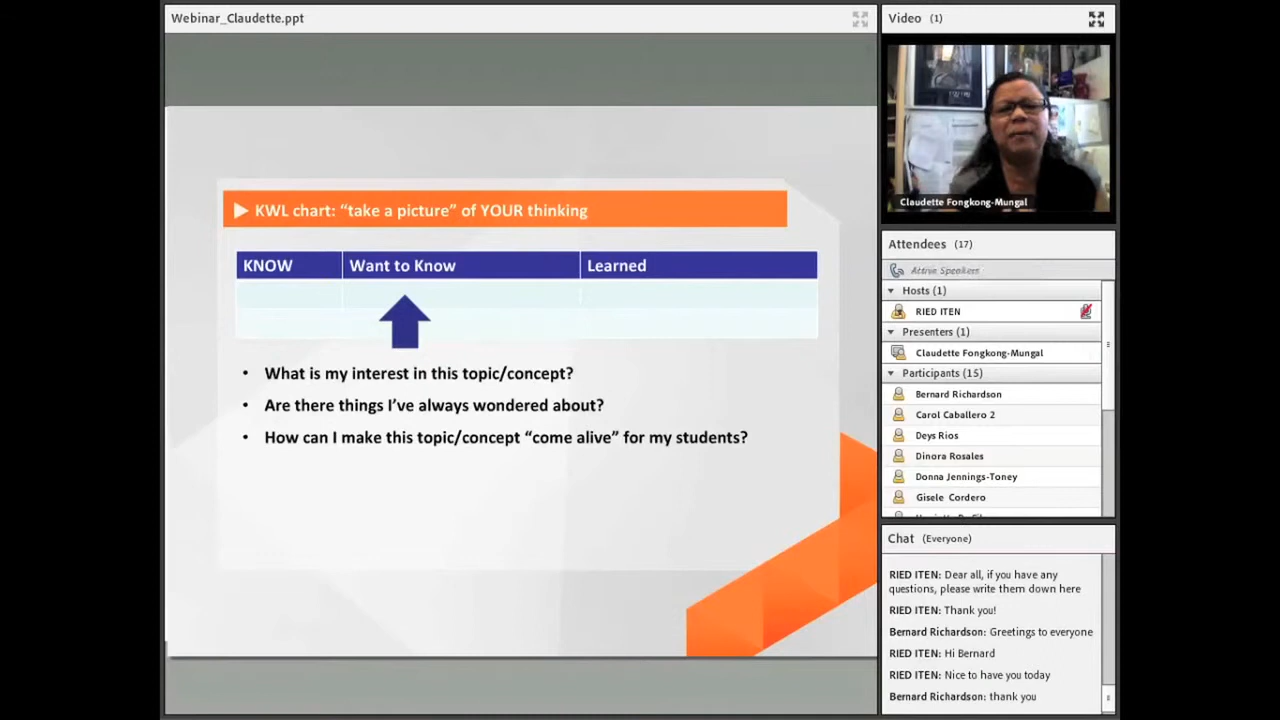 Webinar_Claudette.ppt
KWL chart: “take a picture” of YOUR thinking
KNOW Want to Know Learned
• What is my interest in this topic/concept?
• Are there things I’ve always wondered about?
• How can I make this topic/concept “come alive” for my students?
Video (1)
Claudette Fongkong-Mungal
Attendees (17)
Active Speakers
Hosts (1)
RIED ITEN
Presenters (1)
Claudette Fongkong-Mungal
Participants (15)
Bernard Richardson
Carol Caballero 2
Deys Rios
Dinora Rosales
Donna Jennings-Toney
Gisele Cordero
Chat (Everyone)
RIED ITEN: Dear all, if you have any
questions, please write them down here
RIED ITEN: Thank you!
Bernard Richardson: Greetings to everyone
RIED ITEN: Hi Bernard
RIED ITEN: Nice to have you today
Bernard Richardson: thank you